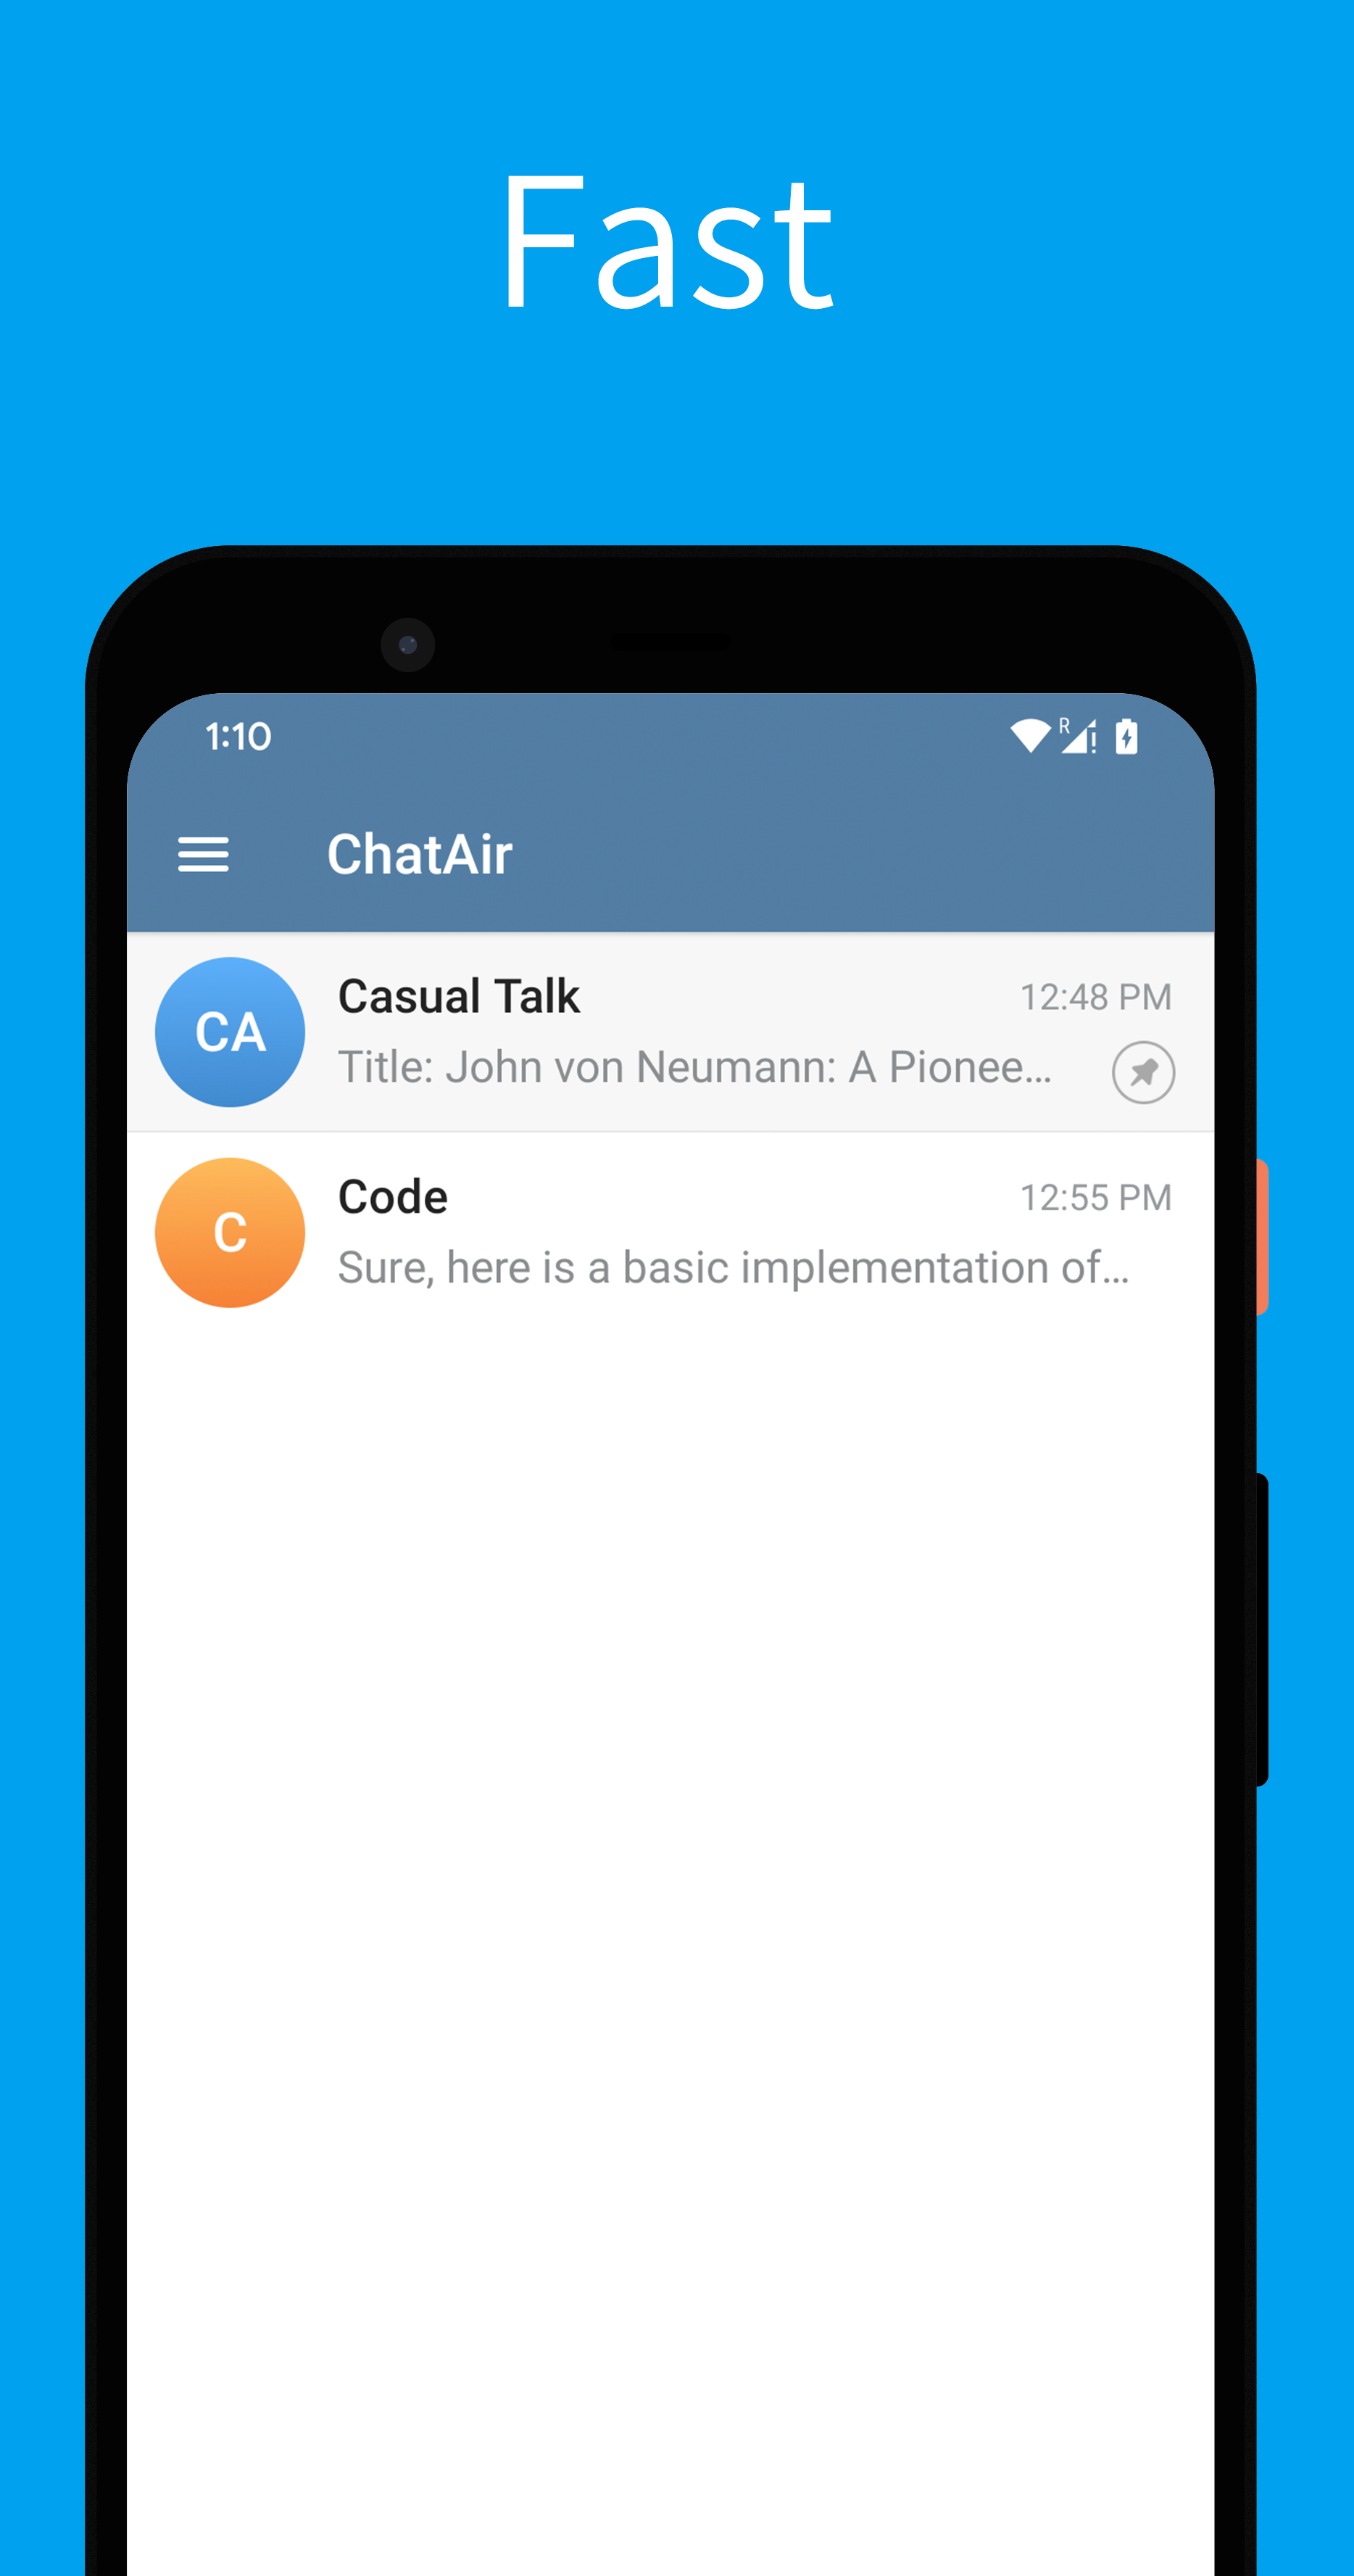 Fast
1:10
R
ChatAir
CA
Casual Talk
12:48 PM
Title: John von Neumann: A Pionee...
C
Code
12:55 PM
Sure, here is a basic implementation of...